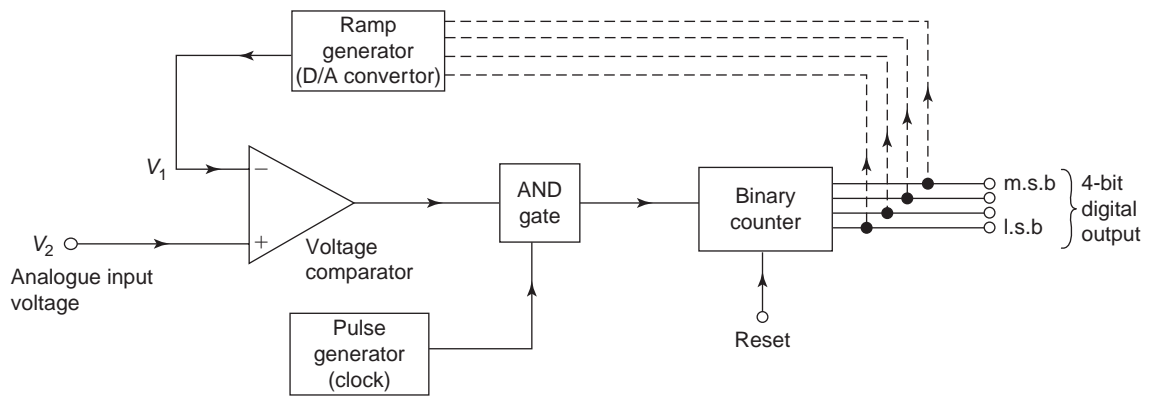 Ramp
generator
(D/A convertor)
V1
−
+
V2
Analogue input
voltage
Voltage
comparator
AND
gate
Pulse
generator
(clock)
Binary
counter
Reset
m.s.b
l.s.b
4-bit
digital
output